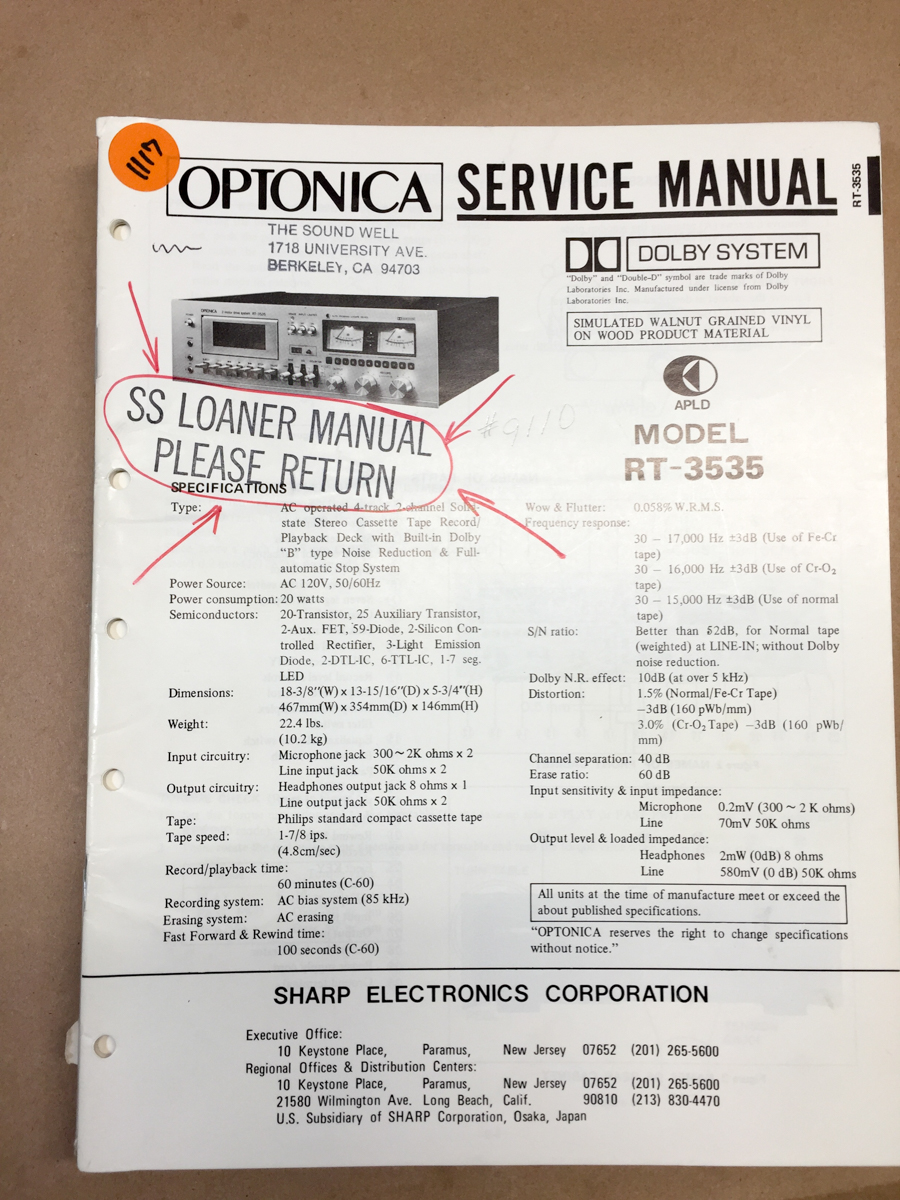 1117
OPTONICA SERVICE MANUAL
RT-3535
THE SOUND WELL
1718 UNIVERSITY AVE.
BERKELEY, CA 94703
DOLBY SYSTEM
"Dolby" and "Double-D" symbol are trade marks of Dolby
Laboratories Inc. Manufactured under license from Dolby
Laboratories Inc.
SIMULATED WALNUT GRAINED VINYL
ON WOOD PRODUCT MATERIAL
OPTONICA
APLD
MODEL
RT-3535
SS LOANER MANUAL
PLEASE RETURN
#9110
SPECIFICATIONS
Type: AC operated 4-track 2-channel Solid-
state Stereo Cassette Tape Record/
Playback Deck with Built-in Dolby
"B" type Noise Reduction & Full-
automatic Stop System
Power Source: AC 120V, 50/60Hz
Power consumption: 20 watts
Semiconductors: 20-Transistor, 25 Auxiliary Transistor,
2-Aux. FET, 59-Diode, 2-Silicon Con-
trolled Rectifier, 3-Light Emission
Diode, 2-DTL-IC, 6-TTL-IC, 1-7 seg.
LED
Dimensions: 18-3/8"(W) x 13-15/16"(D) x 5-3/4"(H)
467mm(W) x 354mm(D) x 146mm(H)
Weight: 22.4 lbs.
(10.2 kg)
Input circuitry: Microphone jack 300~2K ohms x 2
Line input jack 50K ohms x 2
Output circuitry: Headphones output jack 8 ohms x 1
Line output jack 50K ohms x 2
Tape: Philips standard compact cassette tape
Tape speed: 1-7/8 ips.
(4.8cm/sec)
Record/playback time:
60 minutes (C-60)
Recording system: AC bias system (85 kHz)
Erasing system: AC erasing
Fast Forward & Rewind time:
100 seconds (C-60)
Wow & Flutter: 0.058% W.R.M.S.
Frequency response:
30 – 17,000 Hz ±3dB (Use of Fe-Cr
tape)
30 – 16,000 Hz ±3dB (Use of Cr-O₂
tape)
30 – 15,000 Hz ±3dB (Use of normal
tape)
S/N ratio: Better than 52dB, for Normal tape
(weighted) at LINE-IN; without Dolby
noise reduction.
Dolby N.R. effect: 10dB (at over 5 kHz)
Distortion: 1.5% (Normal/Fe-Cr Tape)
–3dB (160 pWb/mm)
3.0% (Cr-O₂ Tape) –3dB (160 pWb/
mm)
Channel separation: 40 dB
Erase ratio: 60 dB
Input sensitivity & input impedance:
Microphone 0.2mV (300 ~ 2 K ohms)
Line 70mV 50K ohms
Output level & loaded impedance:
Headphones 2mW (0dB) 8 ohms
Line 580mV (0 dB) 50K ohms
All units at the time of manufacture meet or exceed the
about published specifications.
"OPTONICA reserves the right to change specifications
without notice."
SHARP ELECTRONICS CORPORATION
Executive Office:
10 Keystone Place, Paramus, New Jersey 07652 (201) 265-5600
Regional Offices & Distribution Centers:
10 Keystone Place, Paramus, New Jersey 07652 (201) 265-5600
21580 Wilmington Ave. Long Beach, Calif. 90810 (213) 830-4470
U.S. Subsidiary of SHARP Corporation, Osaka, Japan